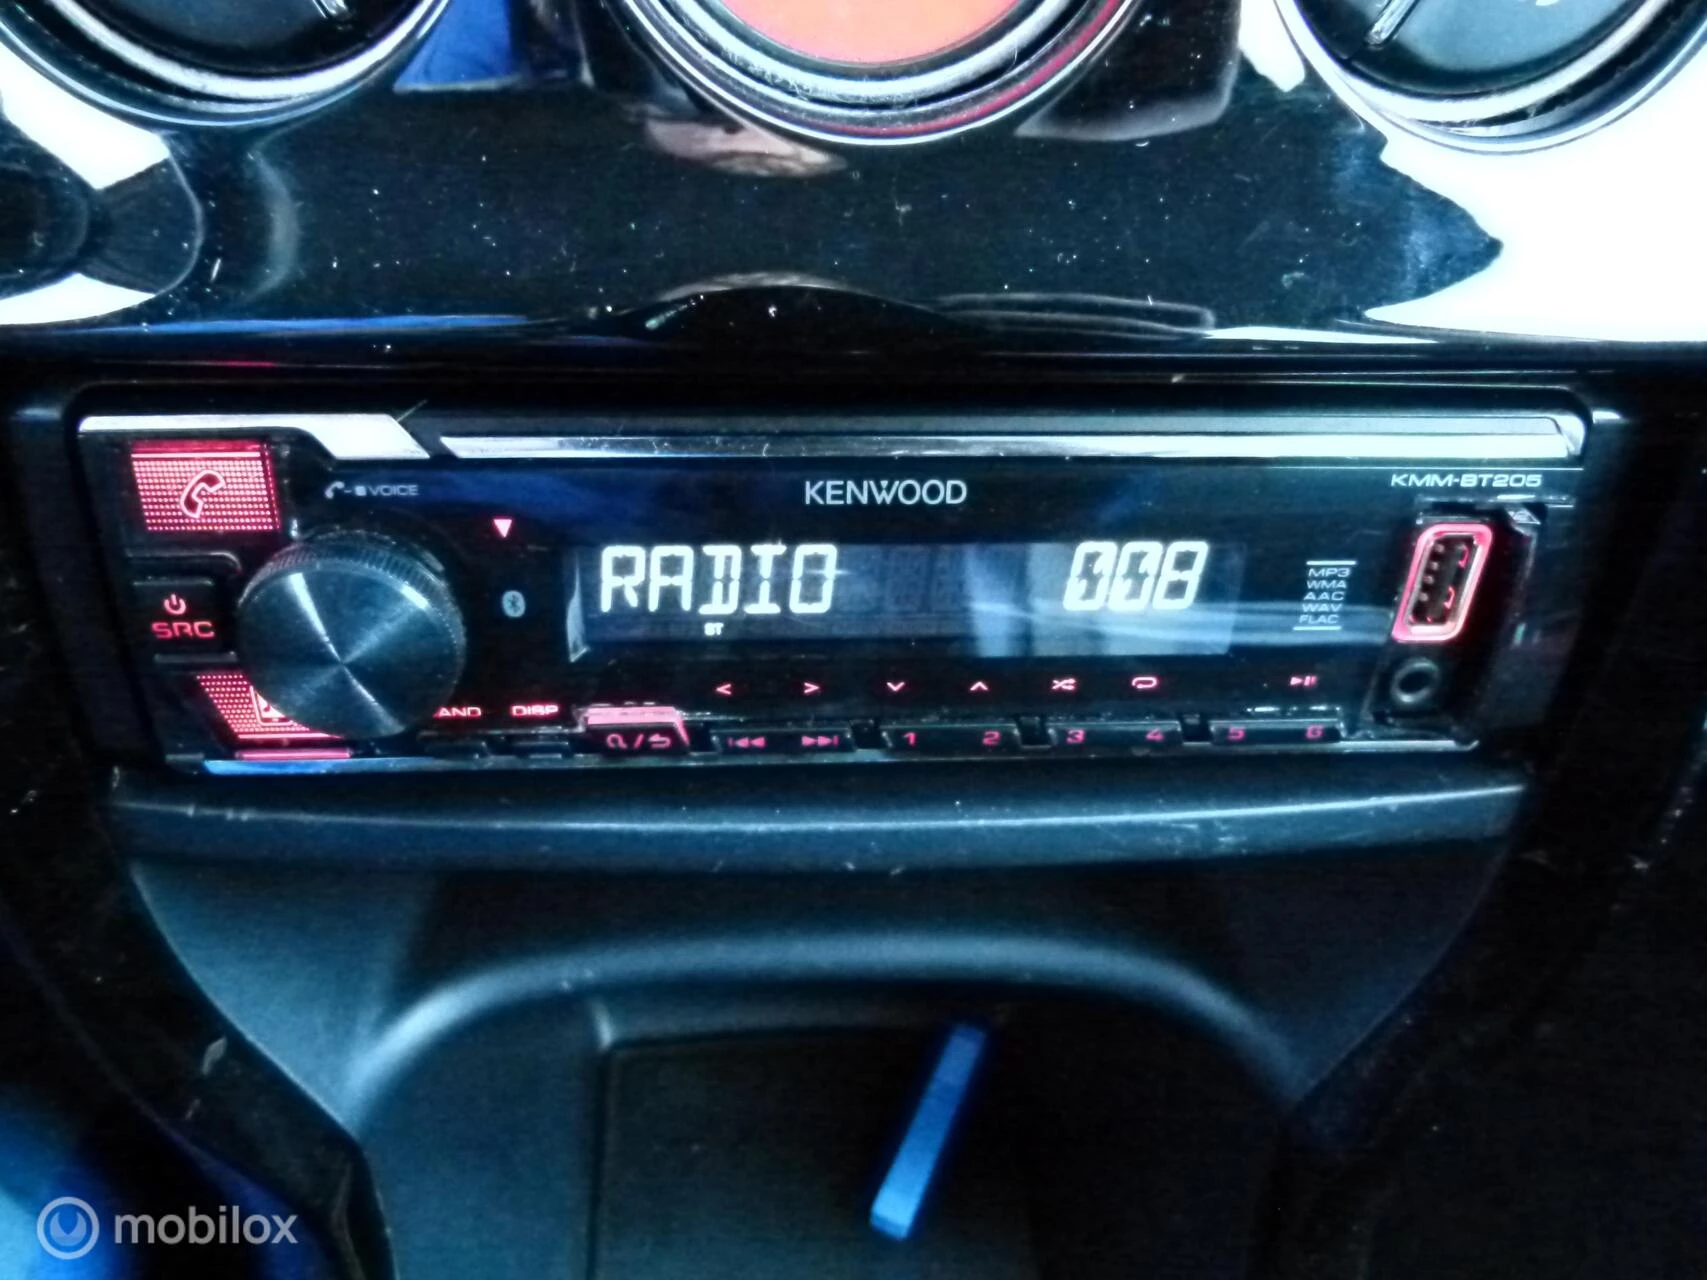 VOICE
KENWOOD
KMM-BT205
RADIO 008
ST
MP3
WMA
AAC
WAV
FLAC
SRC
AND
DISP
1
2
3
4
5
6
mobilox